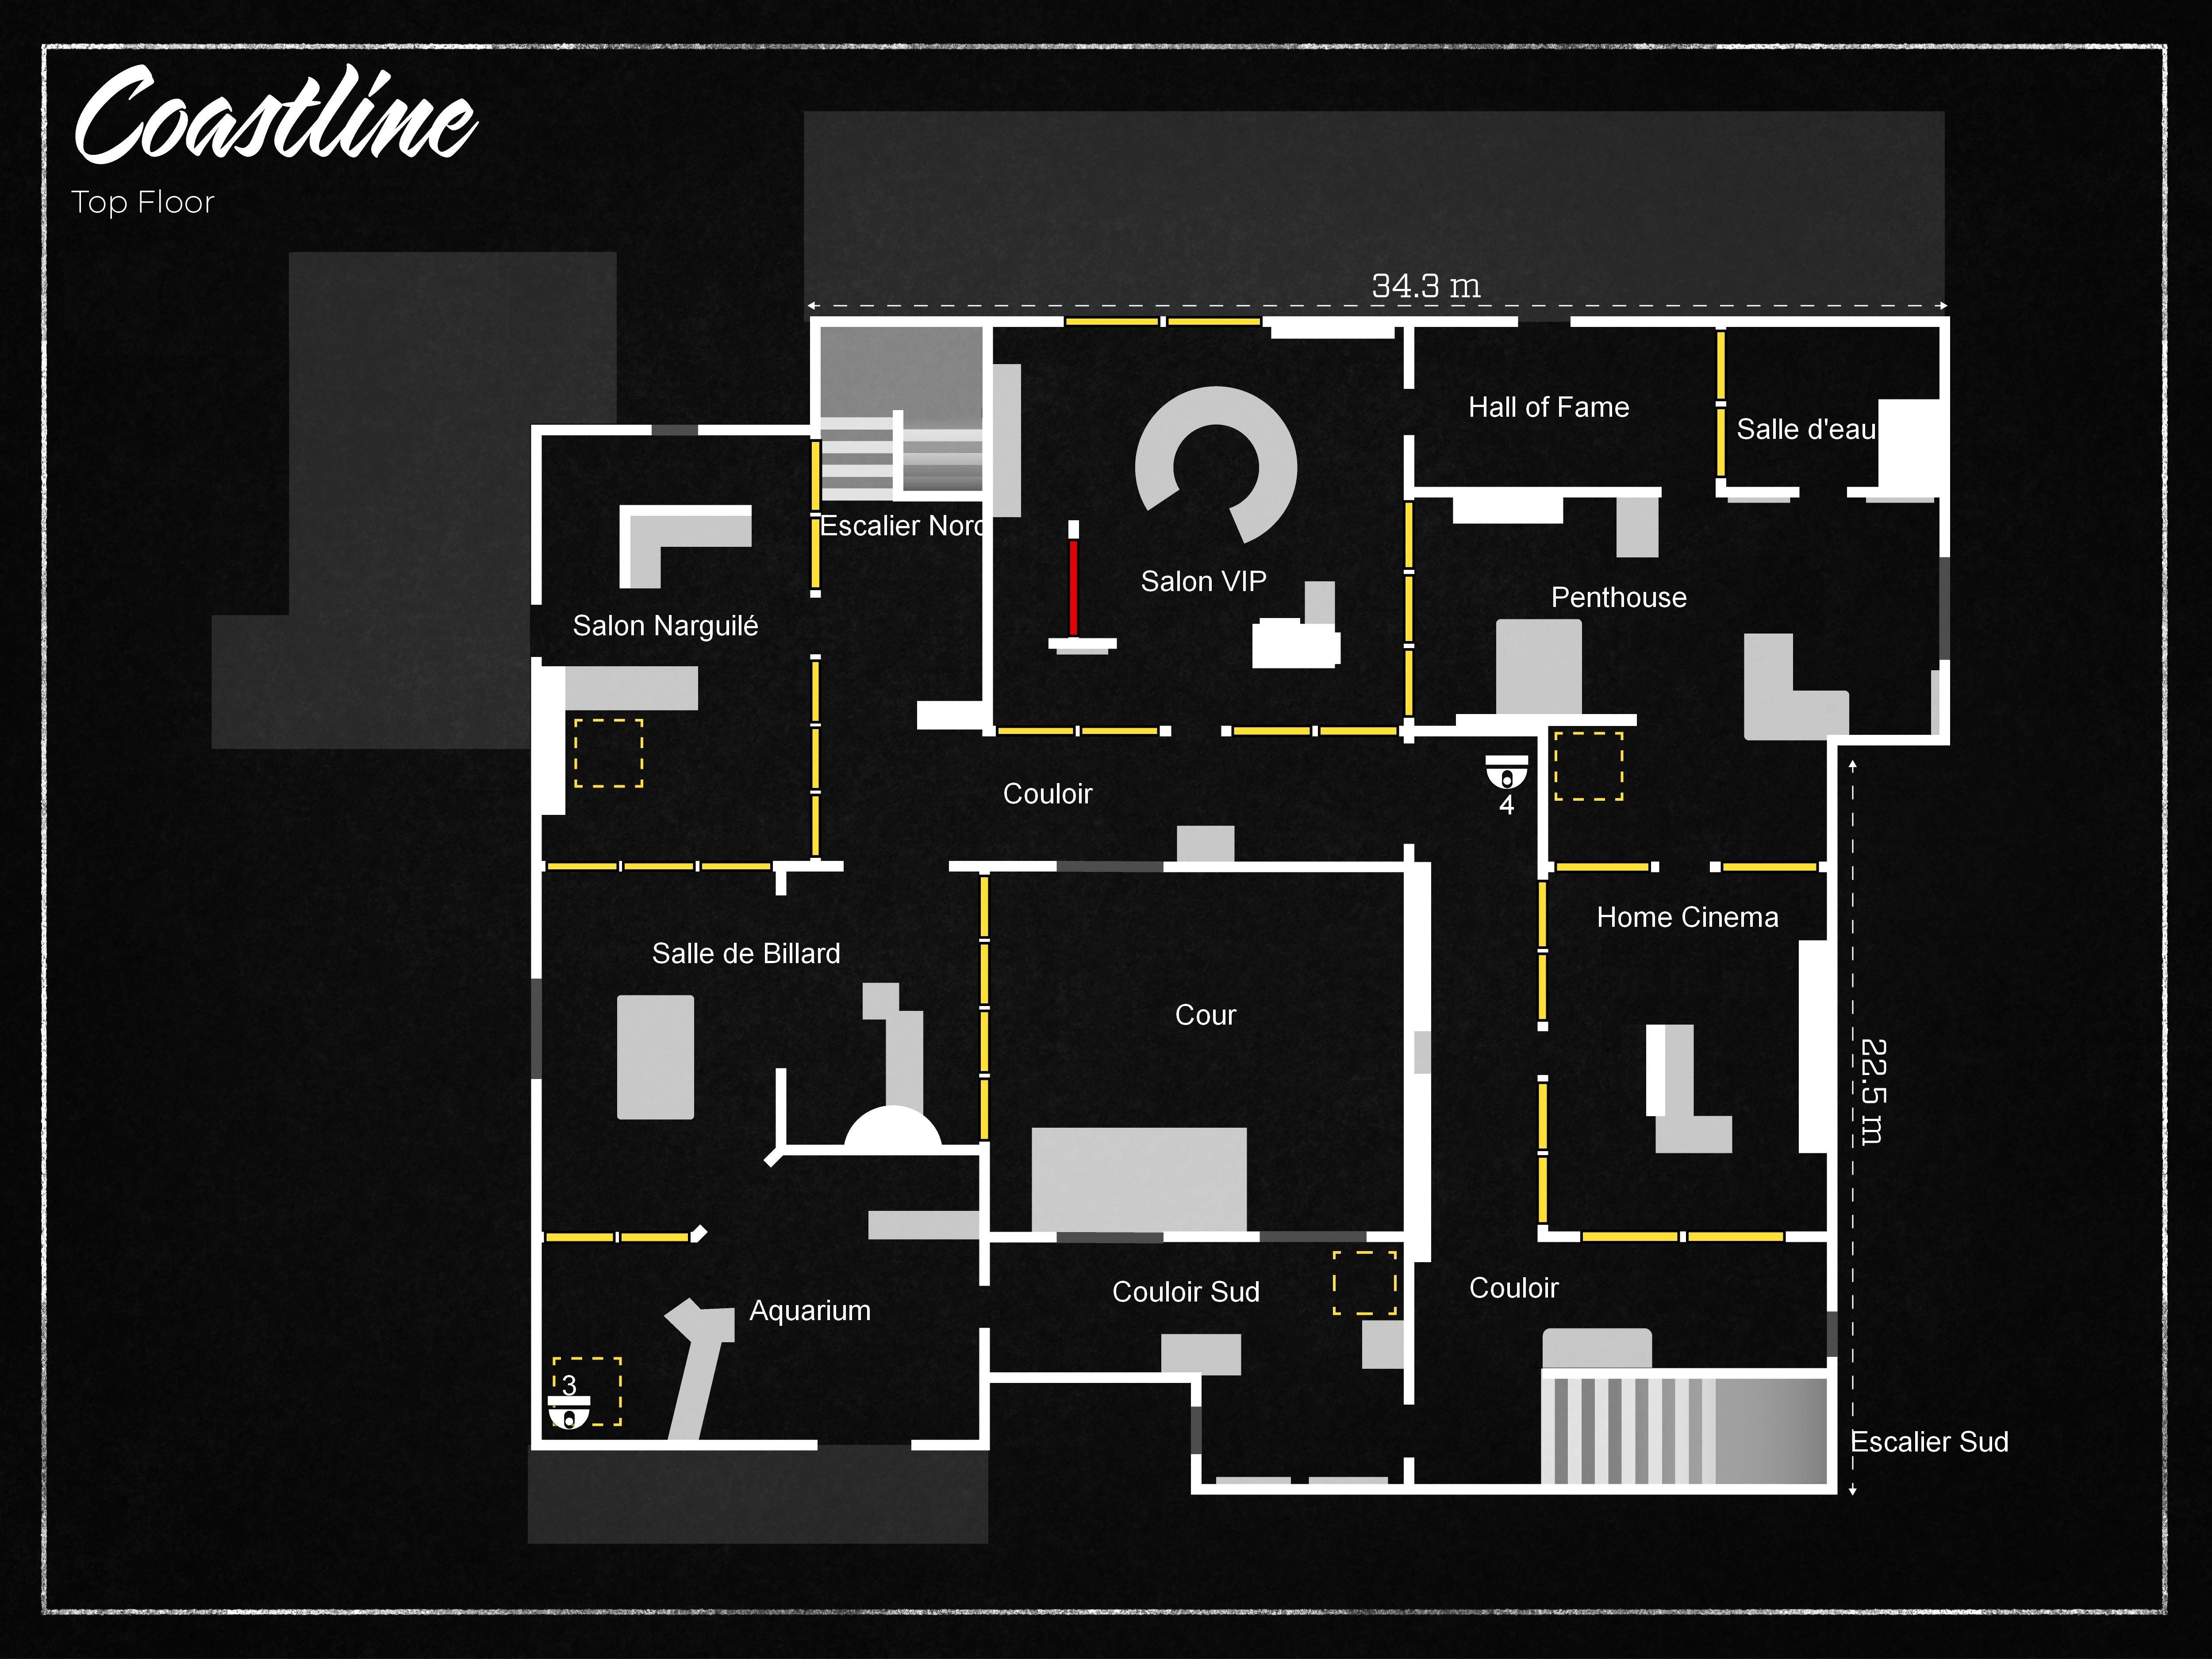 Coastline
Top Floor
34.3 m
Hall of Fame
Salle d'eau
Escalier Nord
Salon VIP
Penthouse
Salon Narguilé
Couloir
4
Home Cinema
Salle de Billard
Cour
22.5 m
Couloir Sud
Couloir
Aquarium
3
Escalier Sud